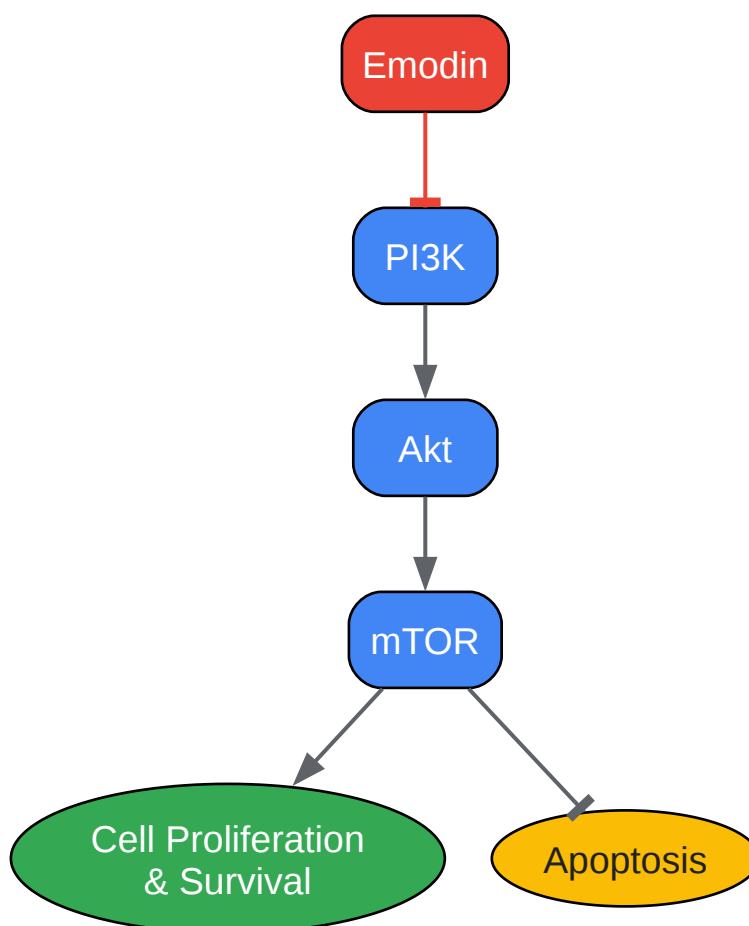 Emodin
PI3K
Akt
mTOR
Cell Proliferation
& Survival
Apoptosis